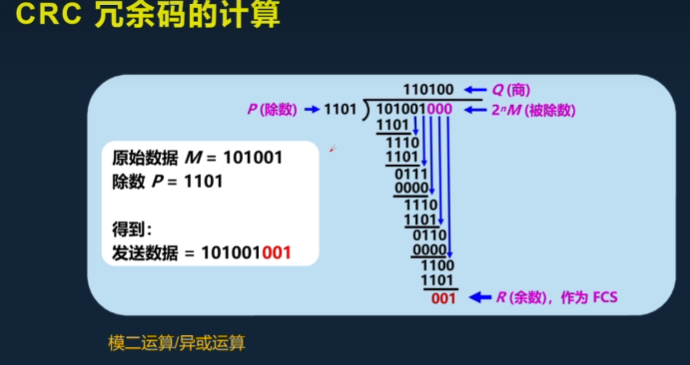 CRC 冗余码的计算
110100 Q (商)
P (除数) 1101 101001000 2ⁿM (被除数)
1101
1110
1101
0111
0000
1110
1101
0110
0000
1100
1101
001 R (余数)，作为 FCS
原始数据 M = 101001
除数 P = 1101
得到：
发送数据 = 101001001
模二运算/异或运算